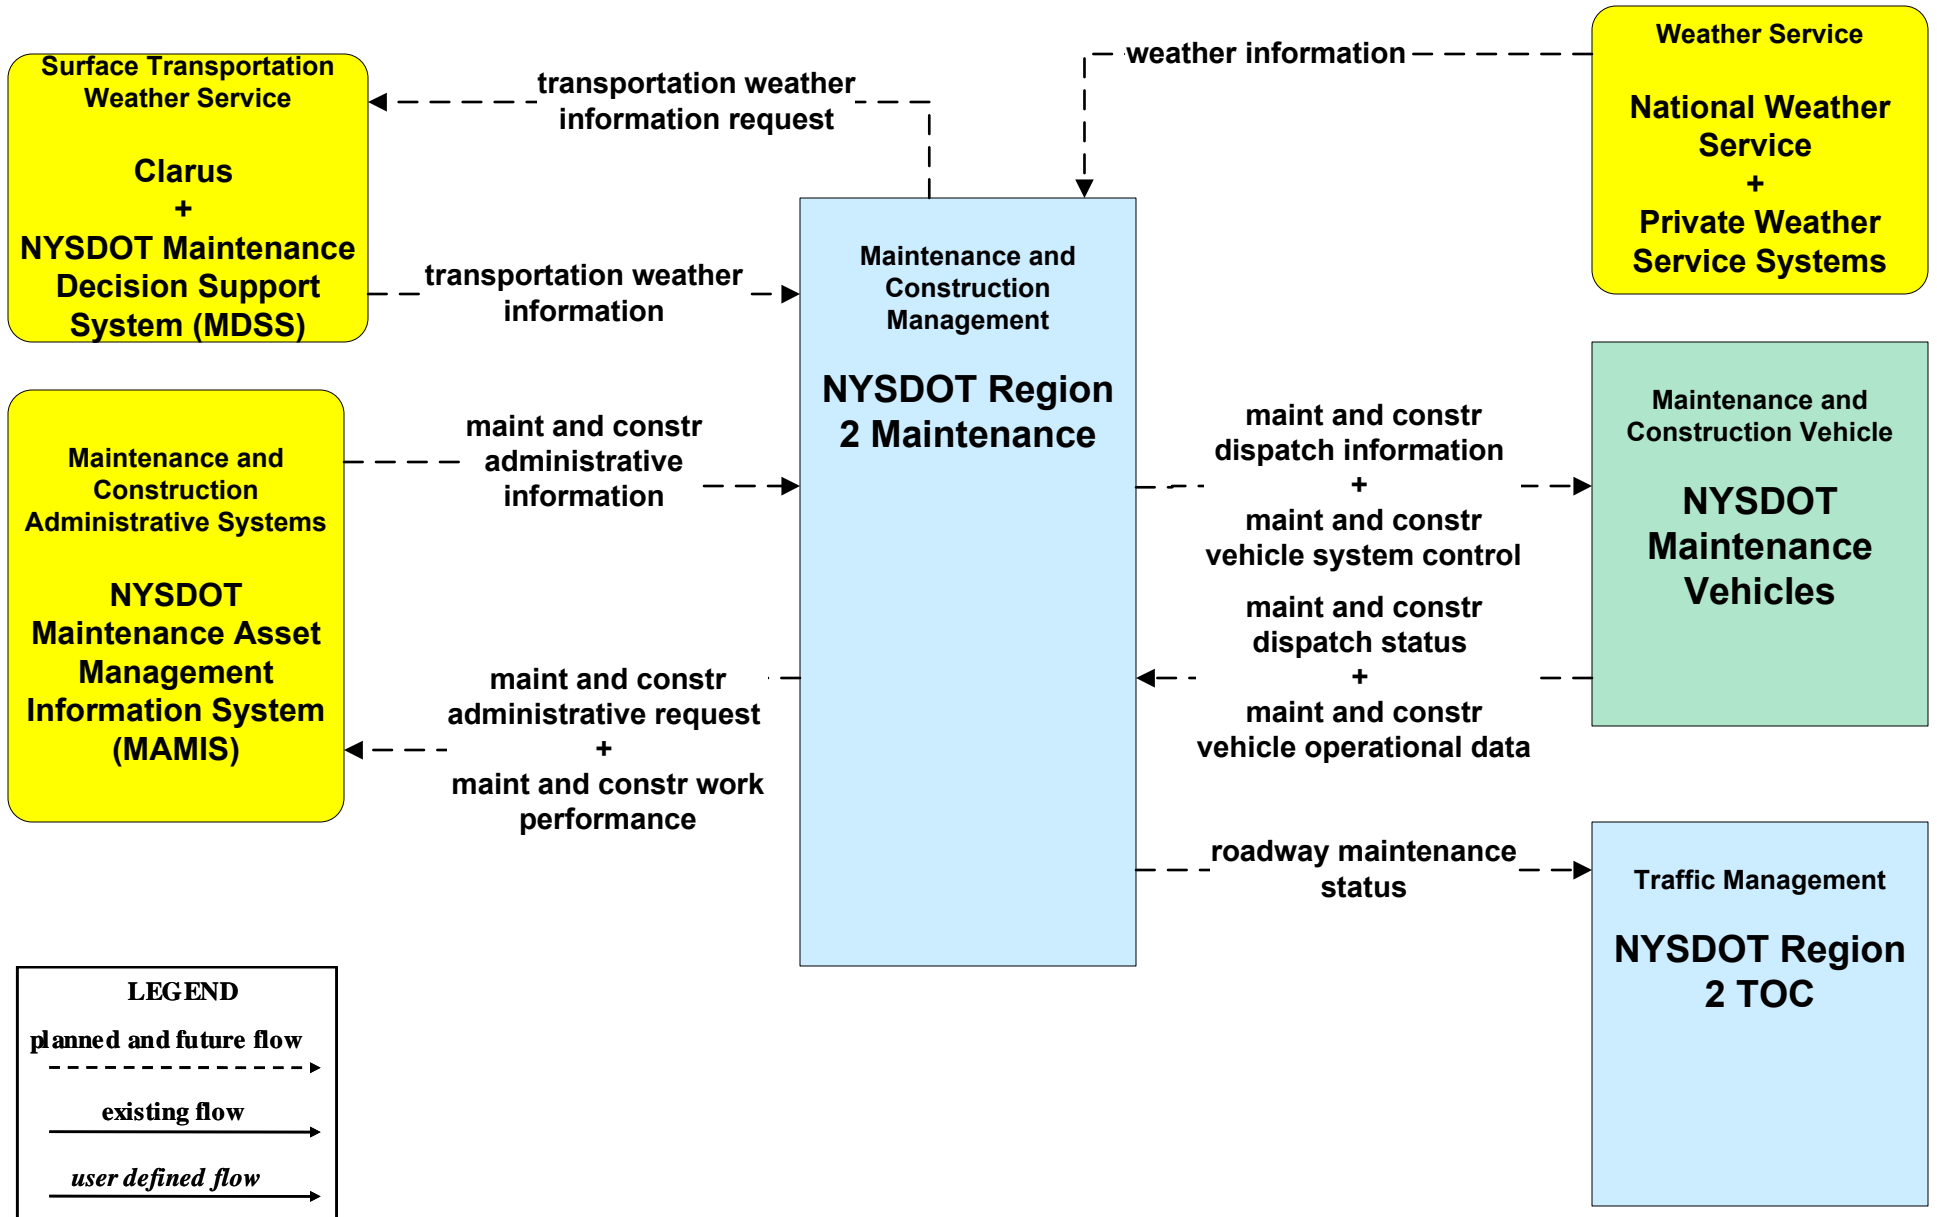 Surface Transportation
Weather Service
Clarus
+
NYSDOT Maintenance
Decision Support
System (MDSS)
transportation weather
information request
weather information
Weather Service
National Weather
Service
+
Private Weather
Service Systems
transportation weather
information
Maintenance and
Construction
Management
NYSDOT Region
2 Maintenance
Maintenance and
Construction
Administrative Systems
NYSDOT
Maintenance Asset
Management
Information System
(MAMIS)
maint and constr
administrative
information
maint and constr
administrative request
+
maint and constr work
performance
maint and constr
dispatch information
+
maint and constr
vehicle system control
maint and constr
dispatch status
+
maint and constr
vehicle operational data
Maintenance and
Construction Vehicle
NYSDOT
Maintenance
Vehicles
roadway maintenance
status
Traffic Management
NYSDOT Region
2 TOC
LEGEND
planned and future flow
existing flow
user defined flow